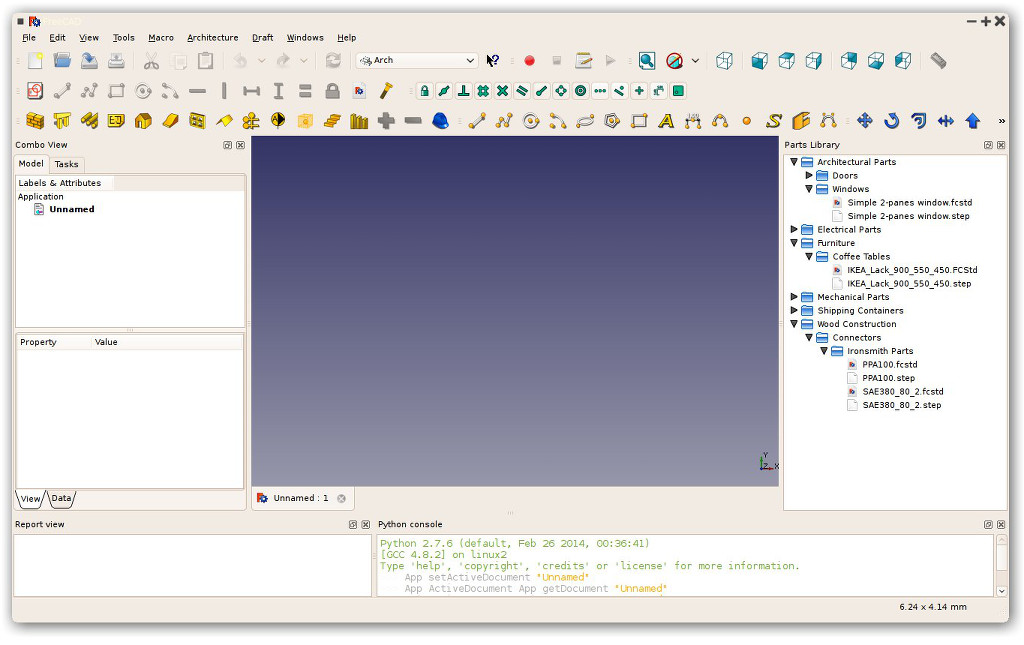 File Edit View Tools Macro Architecture Draft Windows Help
Arch
Combo View
Model Tasks
Labels & Attributes
Application
Unnamed
Property Value
View Data
Unnamed : 1
Y
Z X
Parts Library
Architectural Parts
Doors
Windows
Simple 2-panes window.fcstd
Simple 2-panes window.step
Electrical Parts
Furniture
Coffee Tables
IKEA_Lack_900_550_450.FCStd
IKEA_Lack_900_550_450.step
Mechanical Parts
Shipping Containers
Wood Construction
Connectors
Ironsmith Parts
PPA100.fcstd
PPA100.step
SAE380_80_2.fcstd
SAE380_80_2.step
Report view
Python console
Python 2.7.6 (default, Feb 26 2014, 00:36:41)
[GCC 4.8.2] on linux2
Type 'help', 'copyright', 'credits' or 'license' for more information.
App setActiveDocument "Unnamed"
App ActiveDocument App getDocument "Unnamed"
6.24 x 4.14 mm